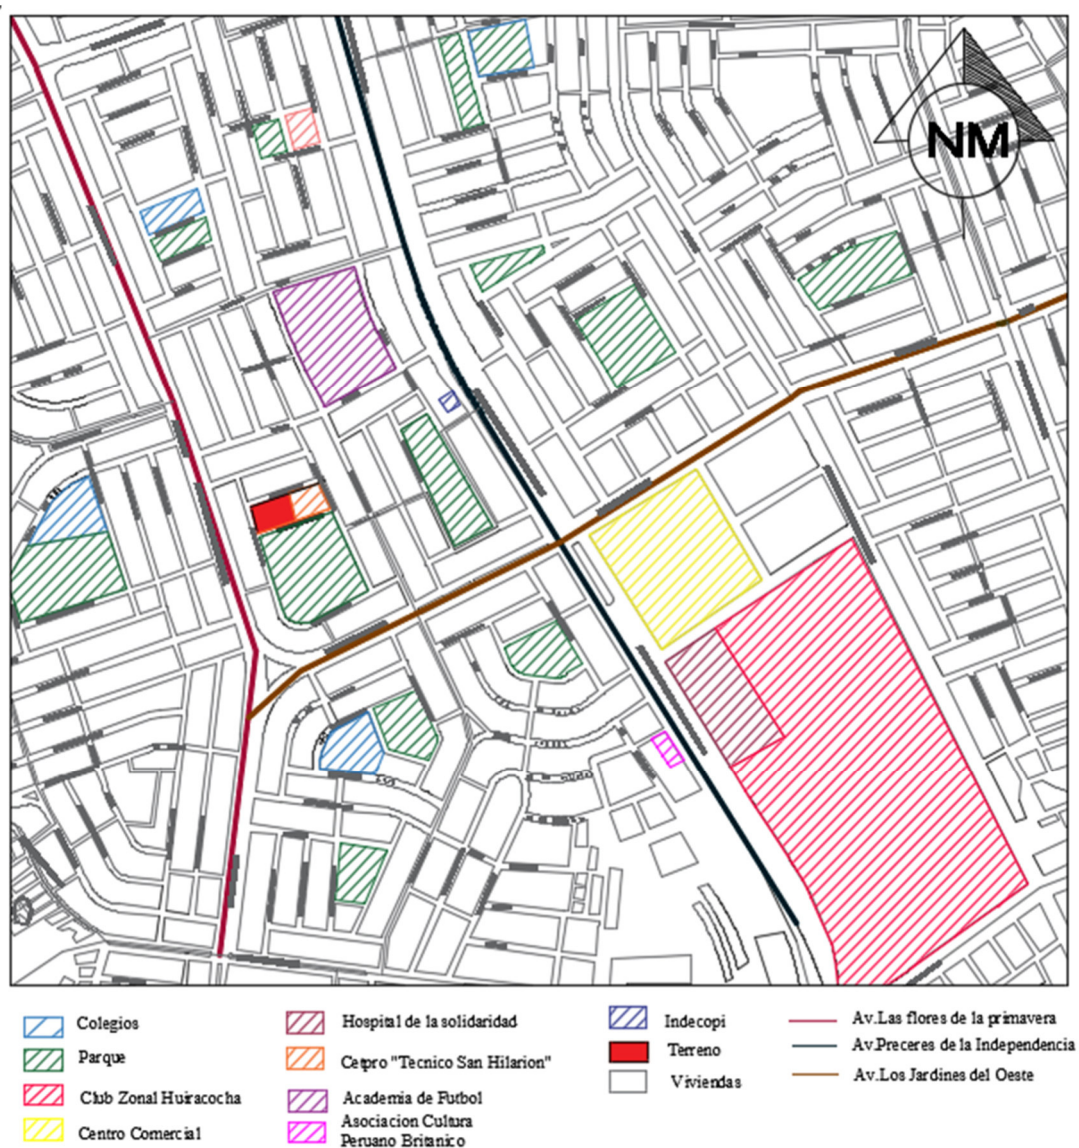 NM
Colegios
Parque
Club Zonal Huiracocha
Centro Comercial
Hospital de la solidaridad
Cetpro "Tecnico San Hilarion"
Academia de Futbol
Asociacion Cultura
Peruano Britanico
Indecopi
Terreno
Viviendas
Av.Las flores de la primavera
Av.Preceres de la Independencia
Av.Los Jardines del Oeste